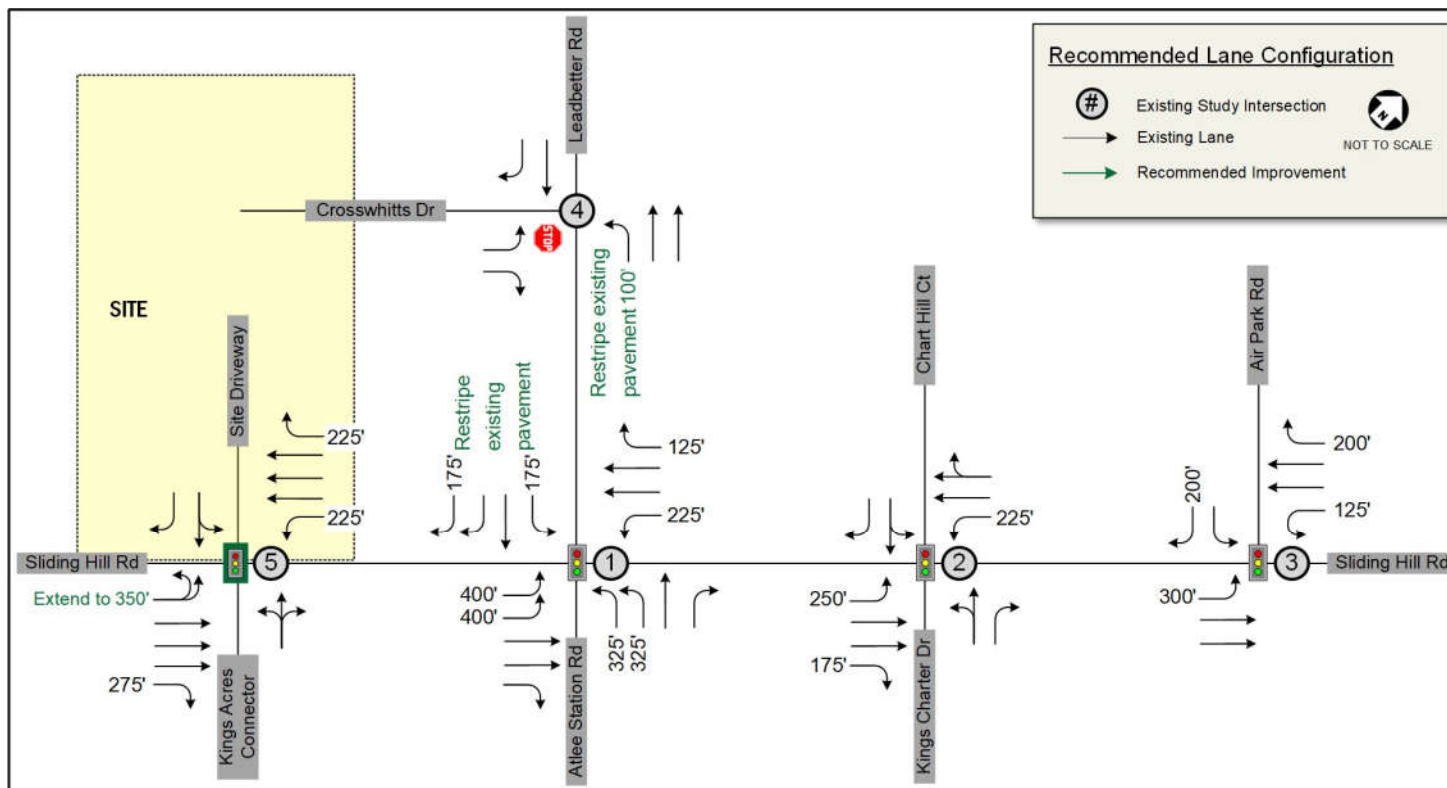 Recommended Lane Configuration
#
Existing Study Intersection
N
NOT TO SCALE
Existing Lane
Recommended Improvement
Leadbetter Rd
Crosswhitts Dr
4
STOP
Restripe existing
pavement 100'
SITE
Site Driveway
225'
225'
175'
Restripe
existing
pavement
175'
125'
225'
Chart Hill Ct
225'
Air Park Rd
200'
200'
125'
Sliding Hill Rd
5
1
2
3
Sliding Hill Rd
Extend to 350'
275'
Kings Acres
Connector
400'
400'
Atlee Station Rd
325'
325'
250'
175'
Kings Charter Dr
300'